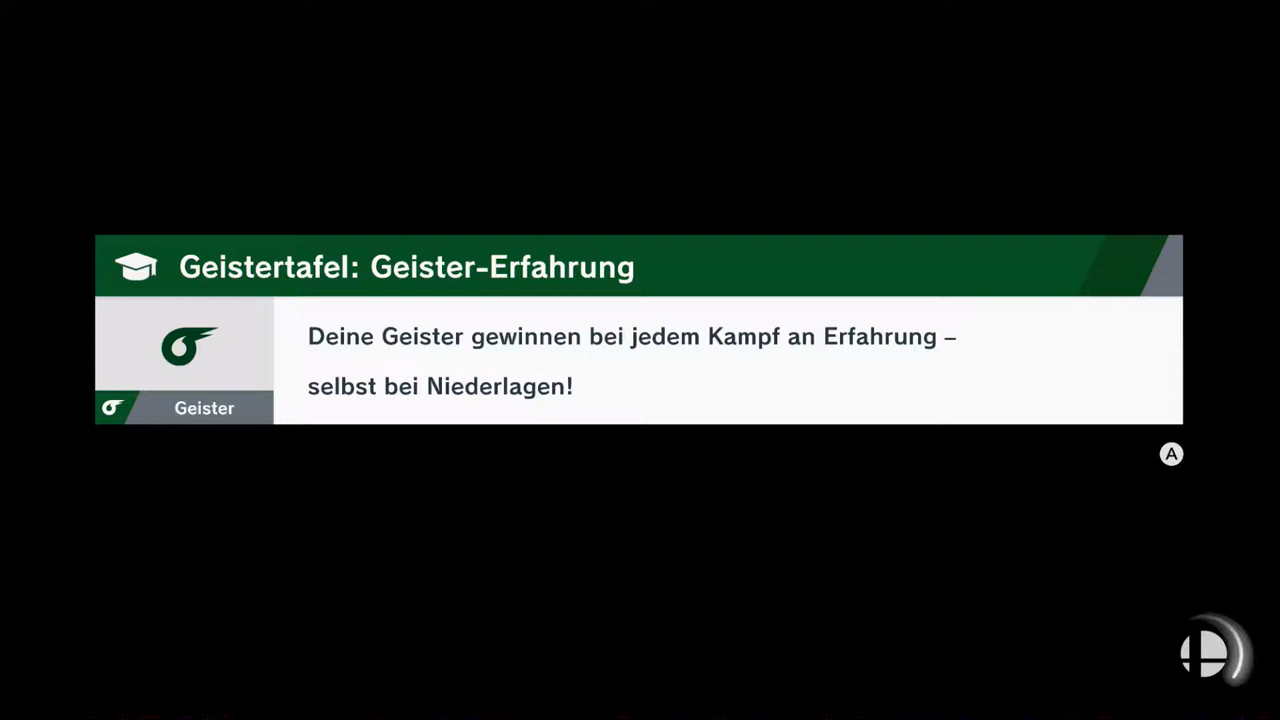 Geistertafel: Geister-Erfahrung
Deine Geister gewinnen bei jedem Kampf an Erfahrung –
selbst bei Niederlagen!
Geister
A